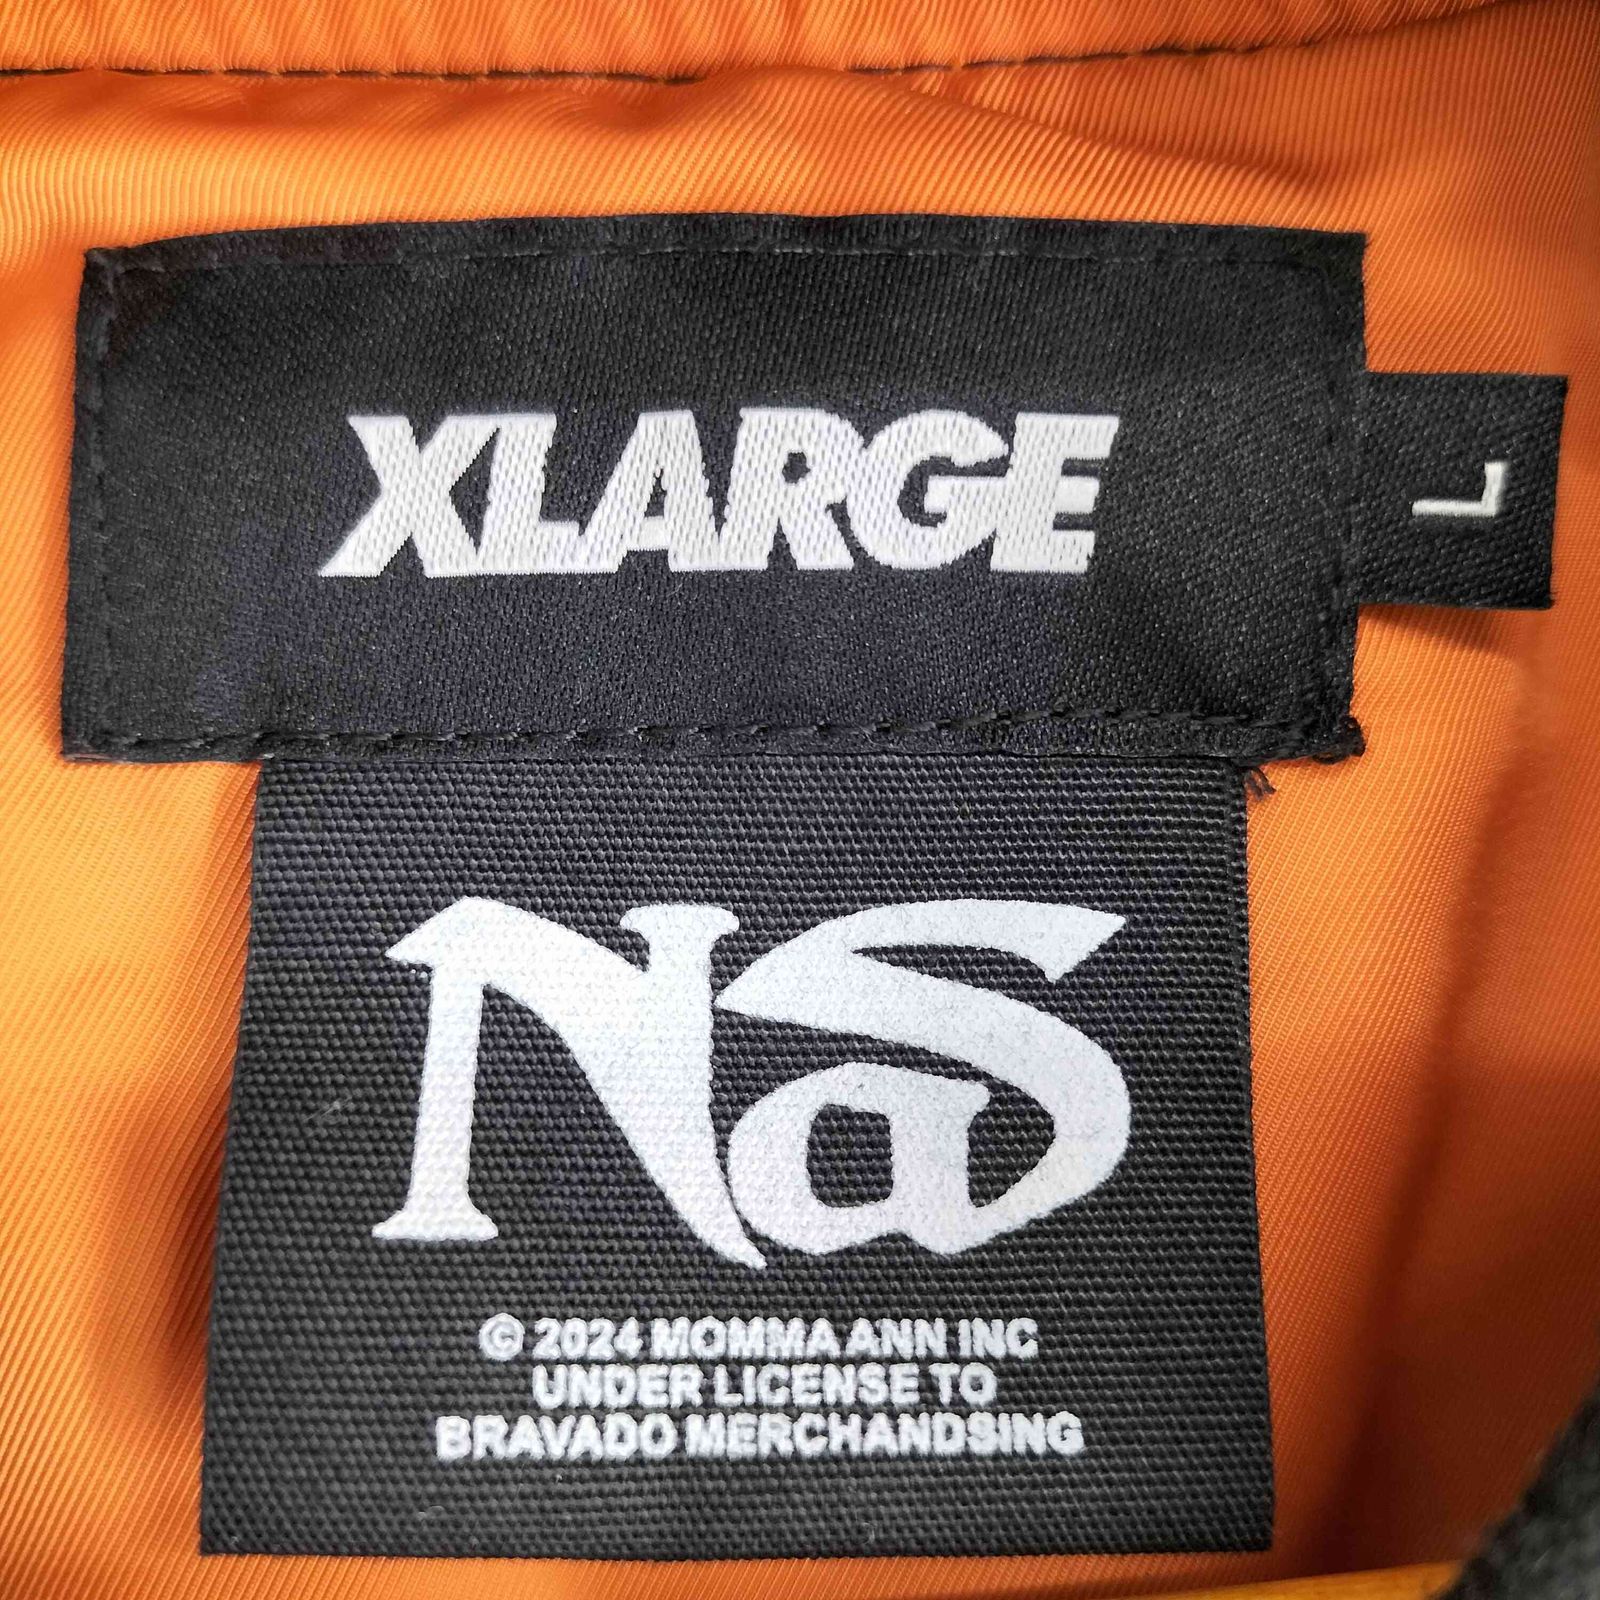 XLARGE
L
NaS
© 2024 MOMMA ANN INC
UNDER LICENSE TO
BRAVADO MERCHANDSING